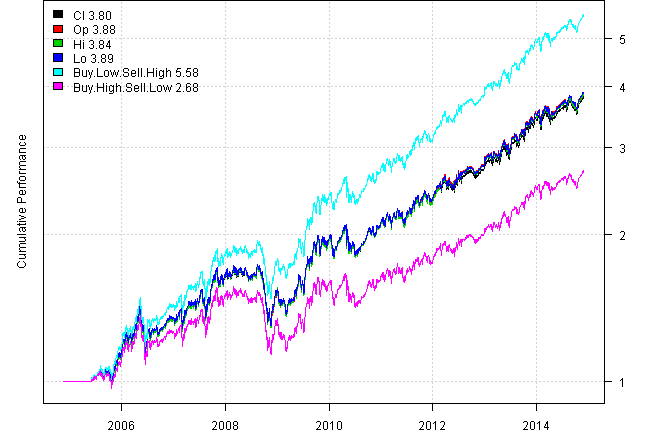 Cl 3.80
Op 3.88
Hi 3.84
Lo 3.89
Buy.Low.Sell.High 5.58
Buy.High.Sell.Low 2.68
Cumulative Performance
5
4
3
2
1
2006 2008 2010 2012 2014